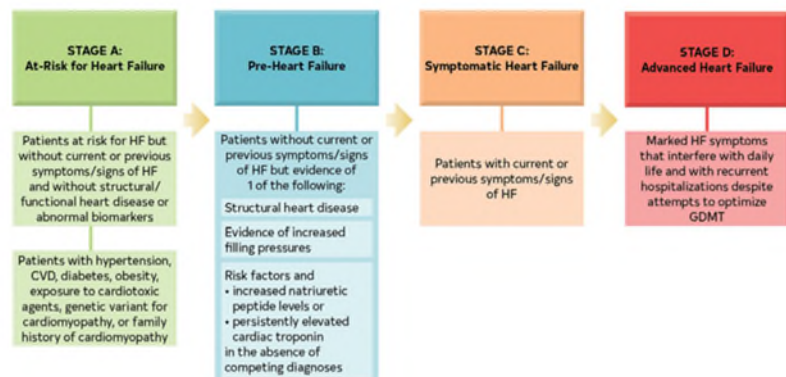 STAGE A:
At-Risk for Heart Failure
Patients at risk for HF but
without current or previous
symptoms/signs of HF
and without structural/
functional heart disease or
abnormal biomarkers
Patients with hypertension,
CVD, diabetes, obesity,
exposure to cardiotoxic
agents, genetic variant for
cardiomyopathy, or family
history of cardiomyopathy
STAGE B:
Pre-Heart Failure
Patients without current or
previous symptoms/signs
of HF but evidence of
1 of the following:
Structural heart disease
Evidence of increased
filling pressures
Risk factors and
• increased natriuretic
peptide levels or
• persistently elevated
cardiac troponin
in the absence of
competing diagnoses
STAGE C:
Symptomatic Heart Failure
Patients with current or
previous symptoms/signs
of HF
STAGE D:
Advanced Heart Failure
Marked HF symptoms
that interfere with daily
life and with recurrent
hospitalizations despite
attempts to optimize
GDMT